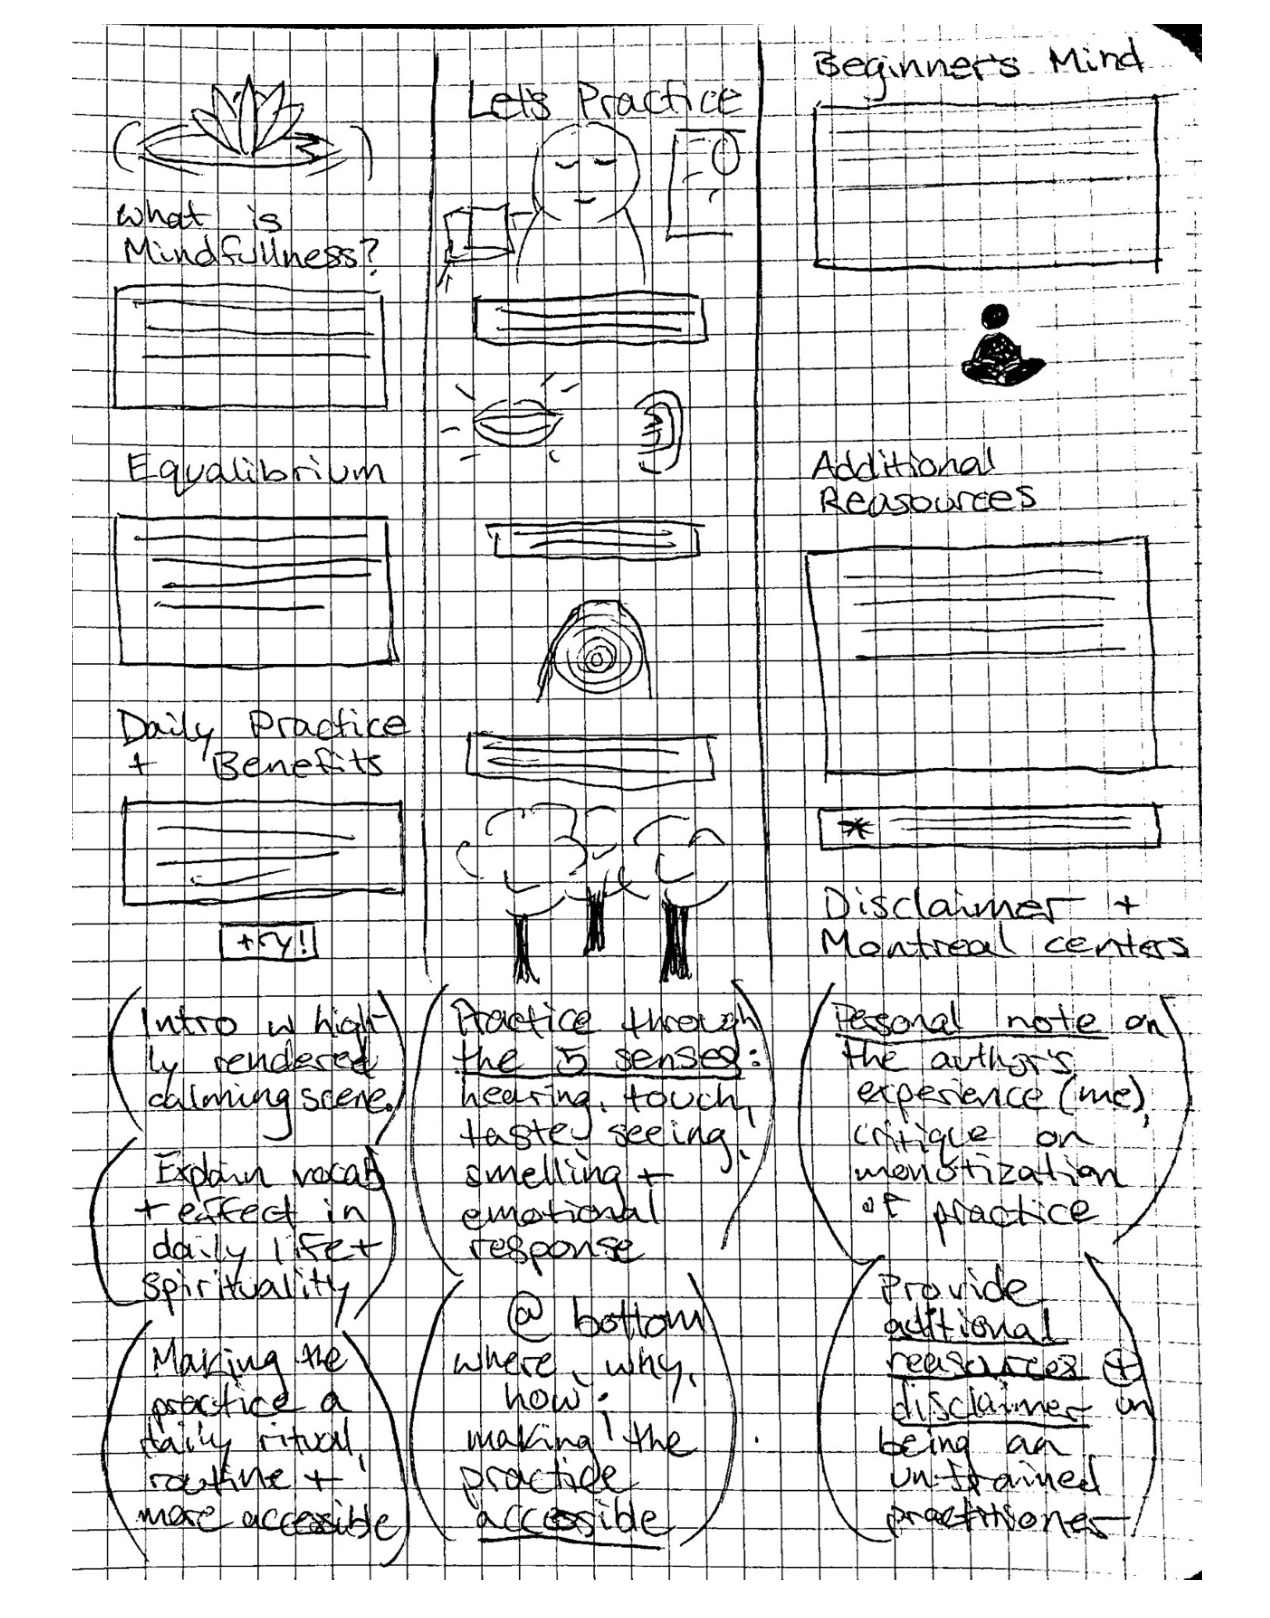 What is
Mindfullness?
Equalibrium
Daily Practice
+ Benefits
try!
Intro w high-
ly rendered
calming scene.
Explain vocab
+ effect in
daily life +
spirituality
Making the
practice a
daily ritual,
routine +
more accessible
Let's Practice
Practice through
the 5 senses:
hearing, touch,
taste, seeing,
smelling +
emotional
response
@ bottom
where, why,
how:
making the
practice
accessible
Beginner's Mind
Additional
Reasources
*
Disclaimer +
Montreal centers
Pesonal note on
the author's
experience (me),
critique on
monotization
of practice
Provide
aditional
reasources +
disclaimer on
being an
un-trained
practitioner